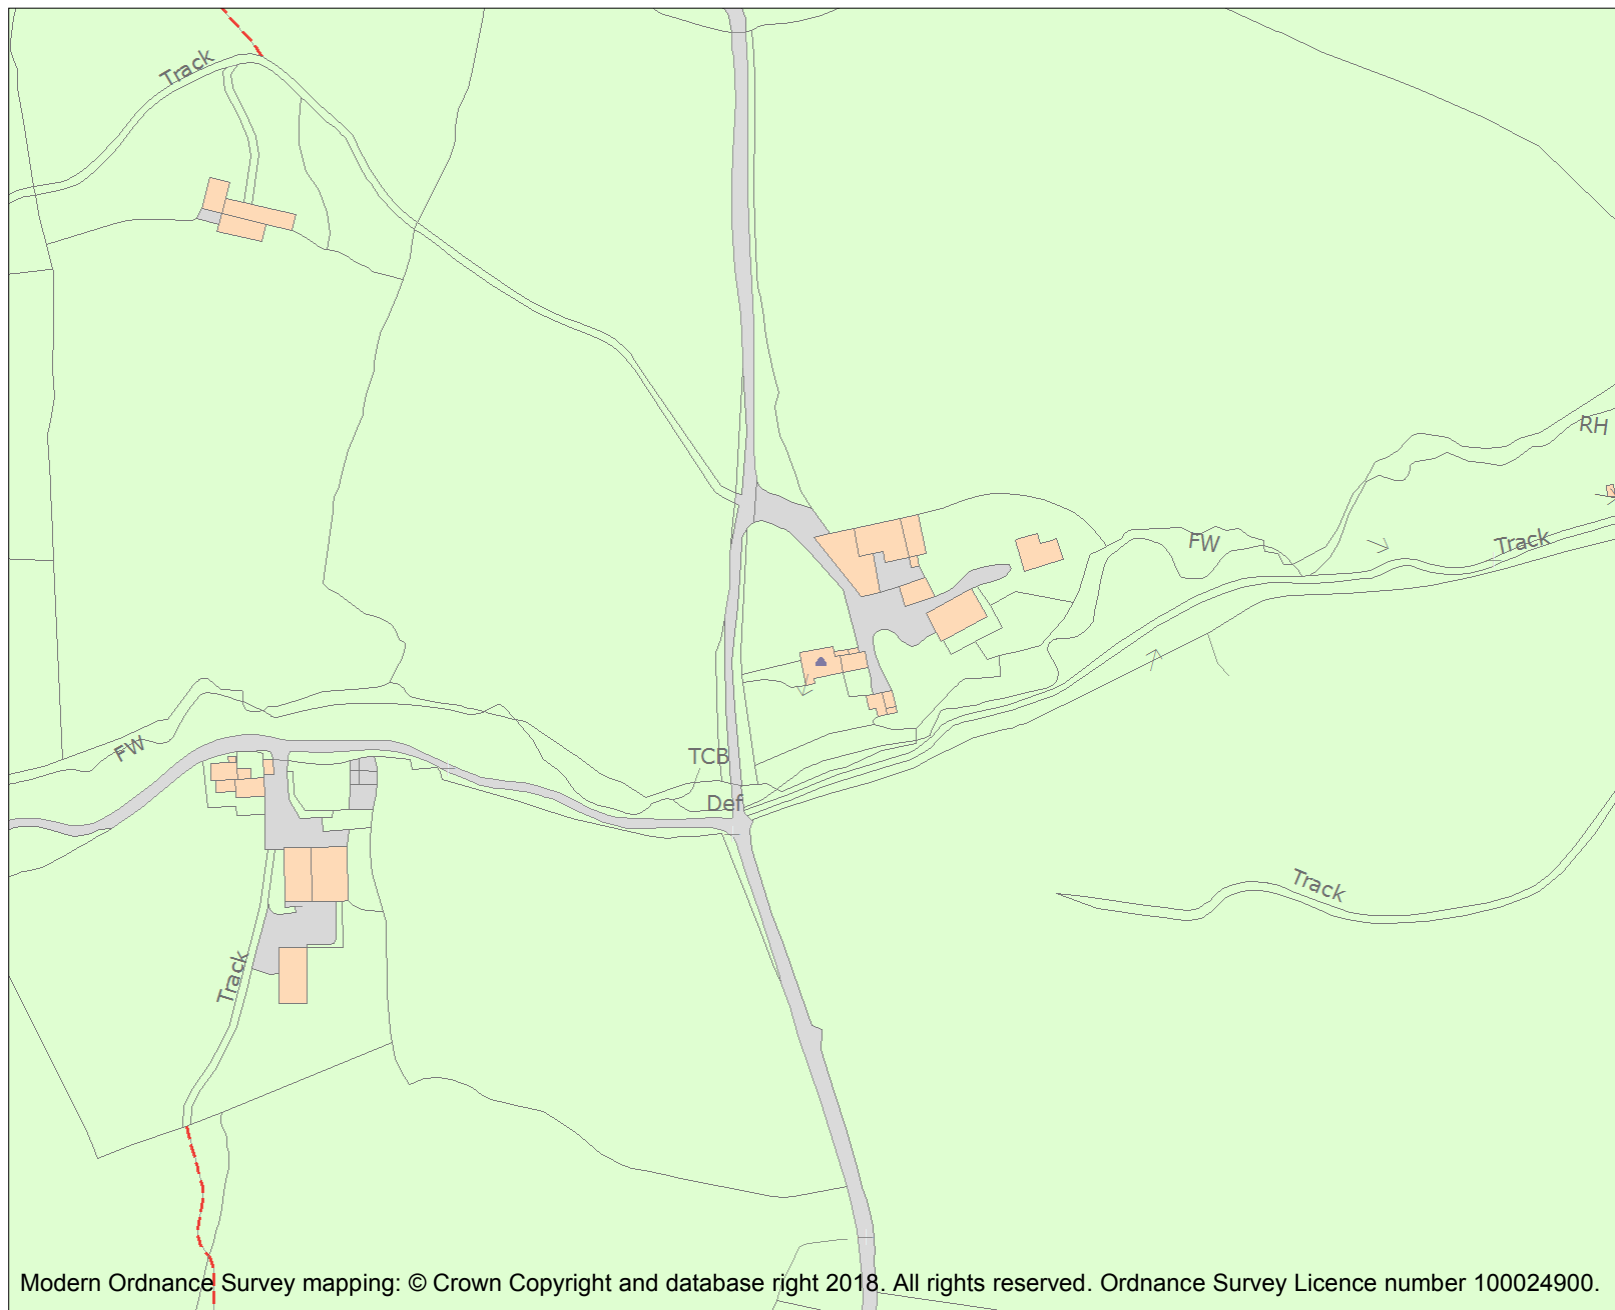 Track
RH
FW
Track
FW
TCB
Def
Track
Track
Modern Ordnance Survey mapping: © Crown Copyright and database right 2018. All rights reserved. Ordnance Survey Licence number 100024900.